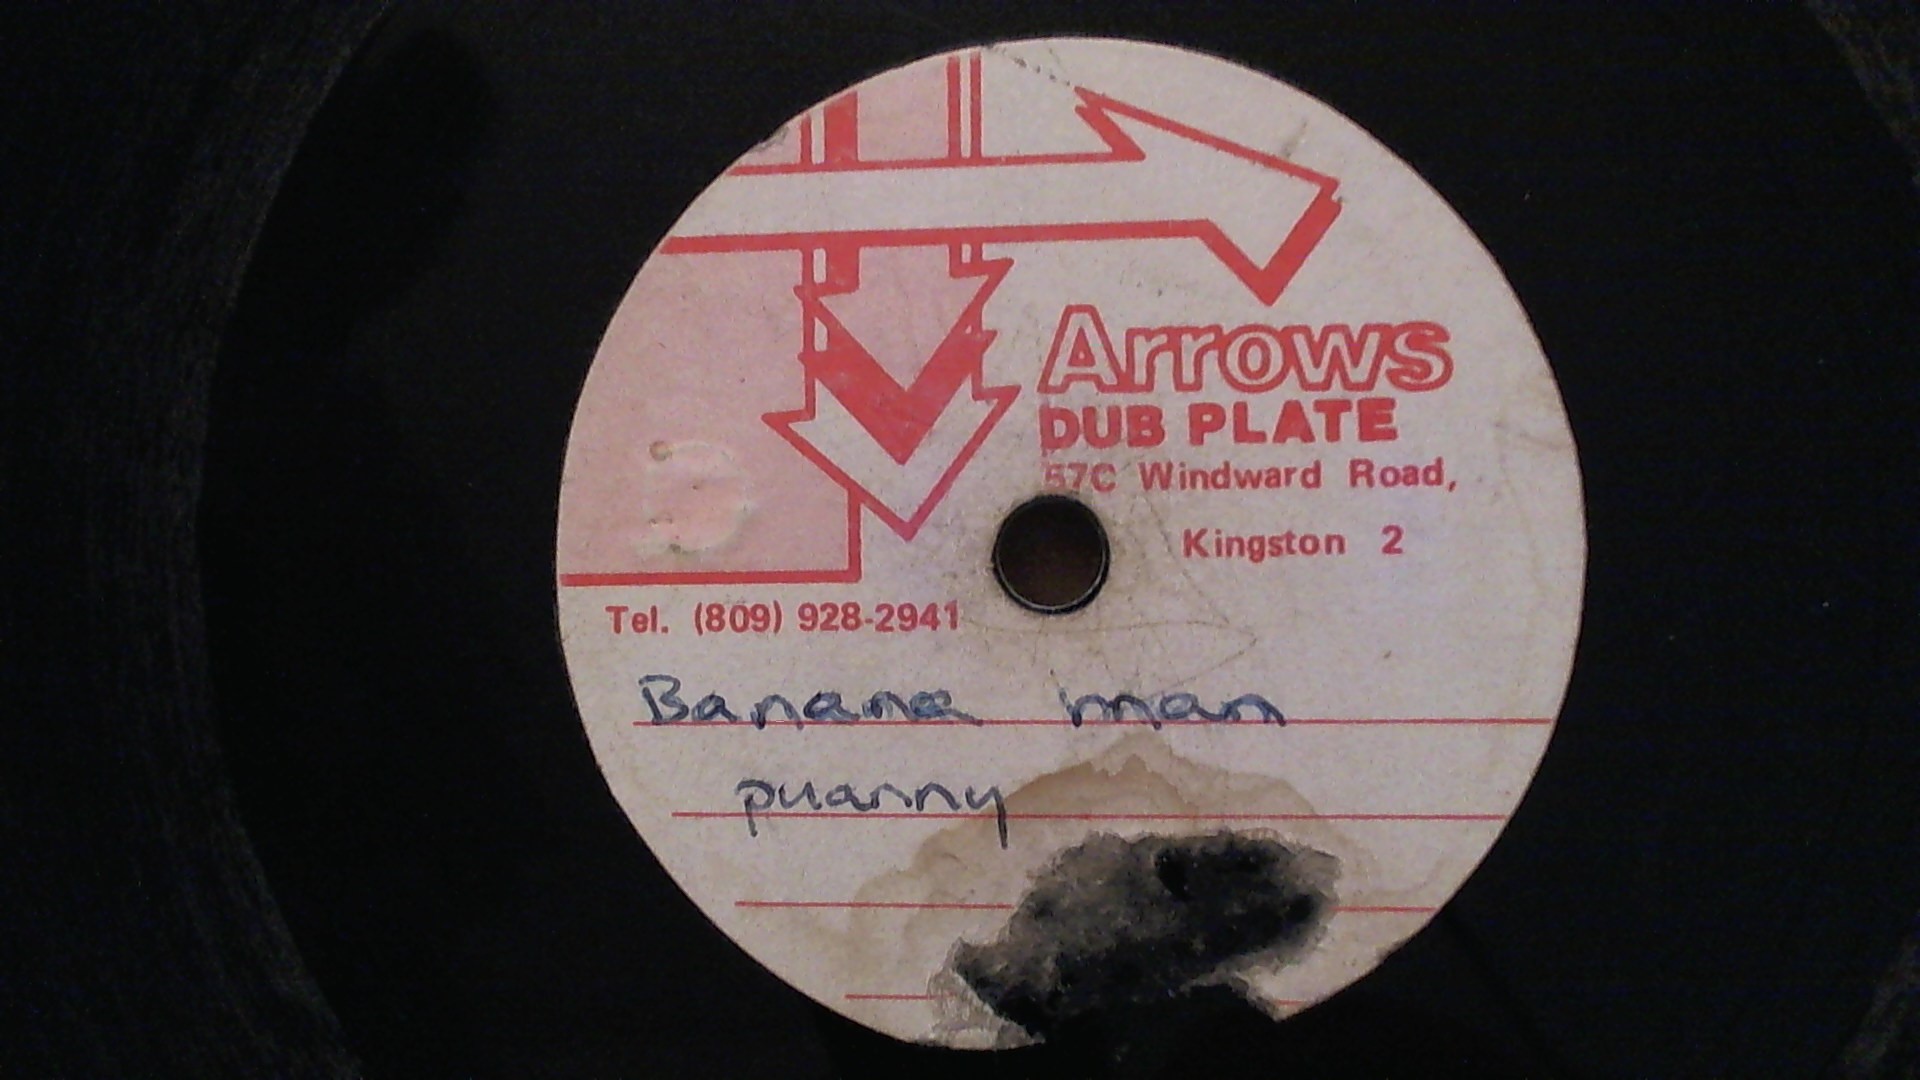 Arrows
DUB PLATE
57C Windward Road,
Kingston 2
Tel. (809) 928-2941
Banana man
puanny